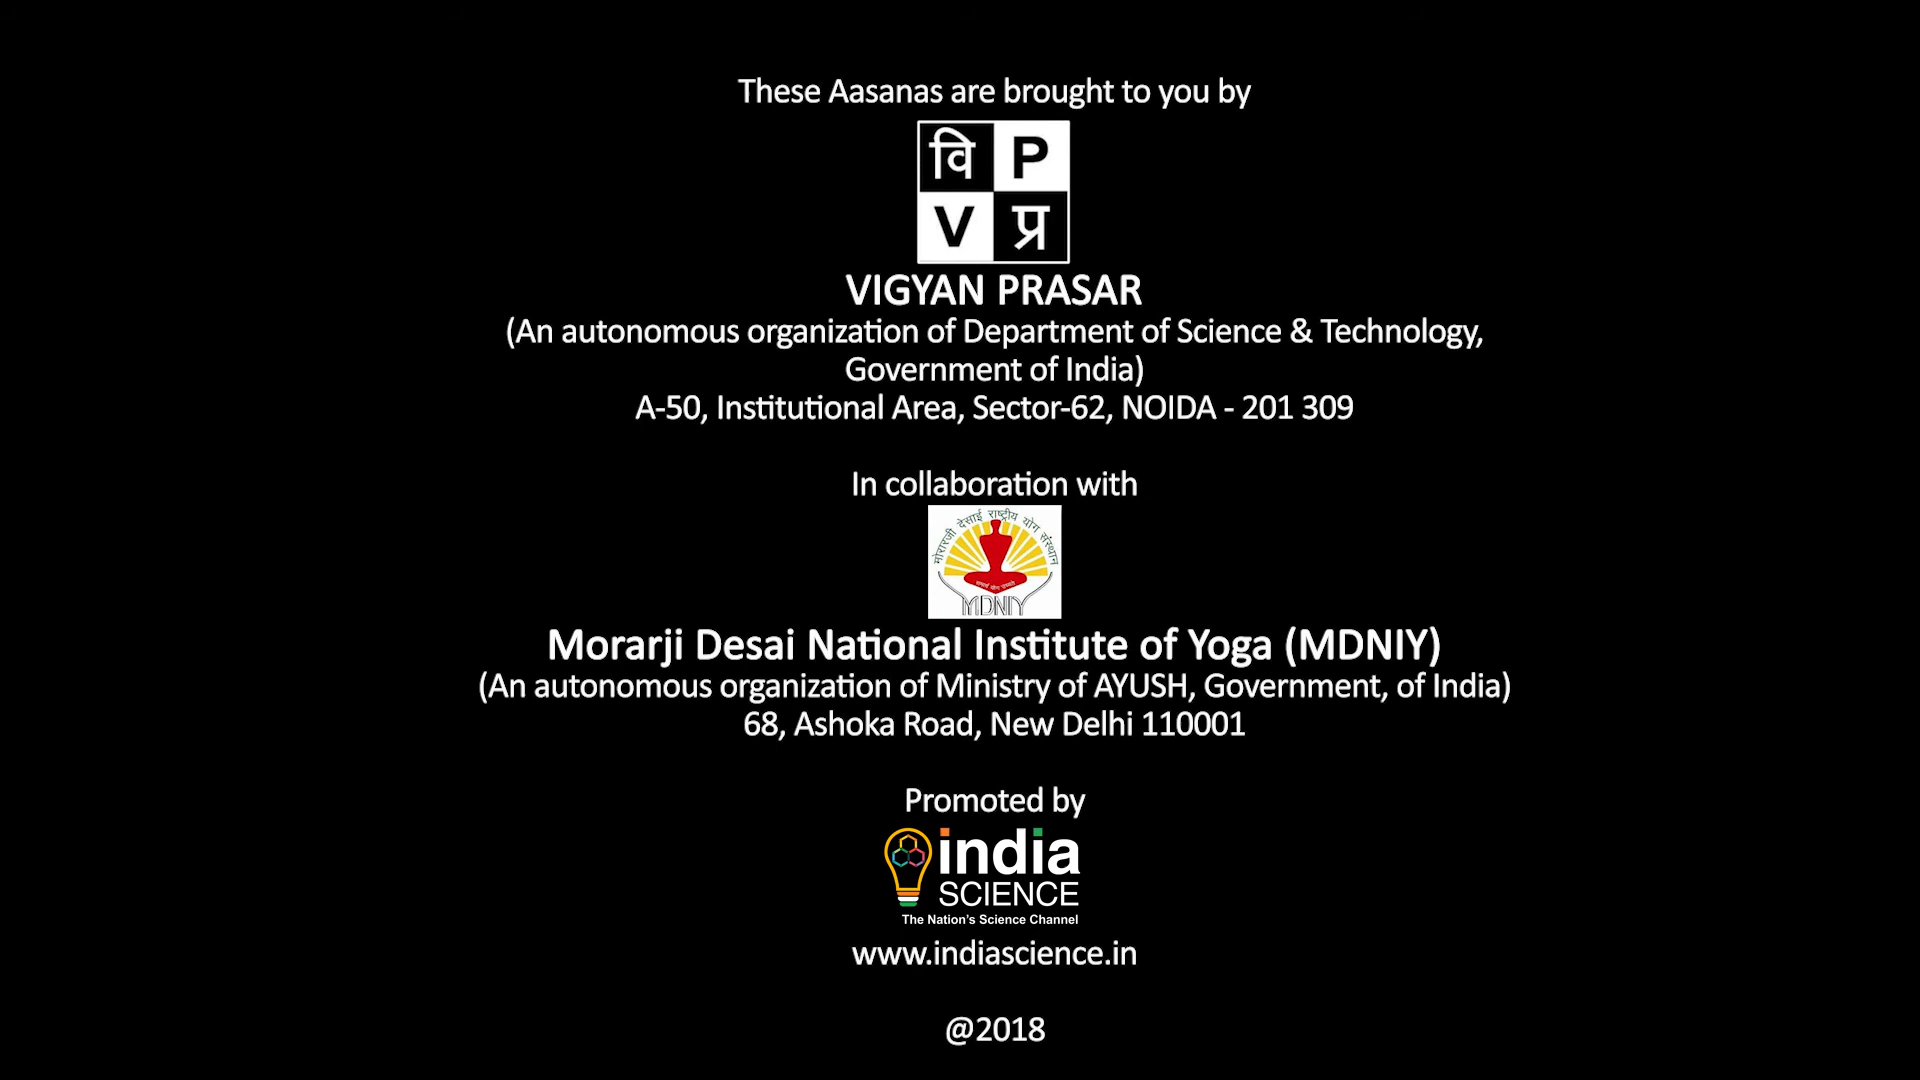 These Aasanas are brought to you by
वि P
V प्र
VIGYAN PRASAR
(An autonomous organization of Department of Science & Technology,
Government of India)
A-50, Institutional Area, Sector-62, NOIDA - 201 309
In collaboration with
मोरारजी देसाई राष्ट्रीय योग संस्थान
MDNIY
Morarji Desai National Institute of Yoga (MDNIY)
(An autonomous organization of Ministry of AYUSH, Government, of India)
68, Ashoka Road, New Delhi 110001
Promoted by
india
SCIENCE
The Nation's Science Channel
www.indiascience.in
@2018